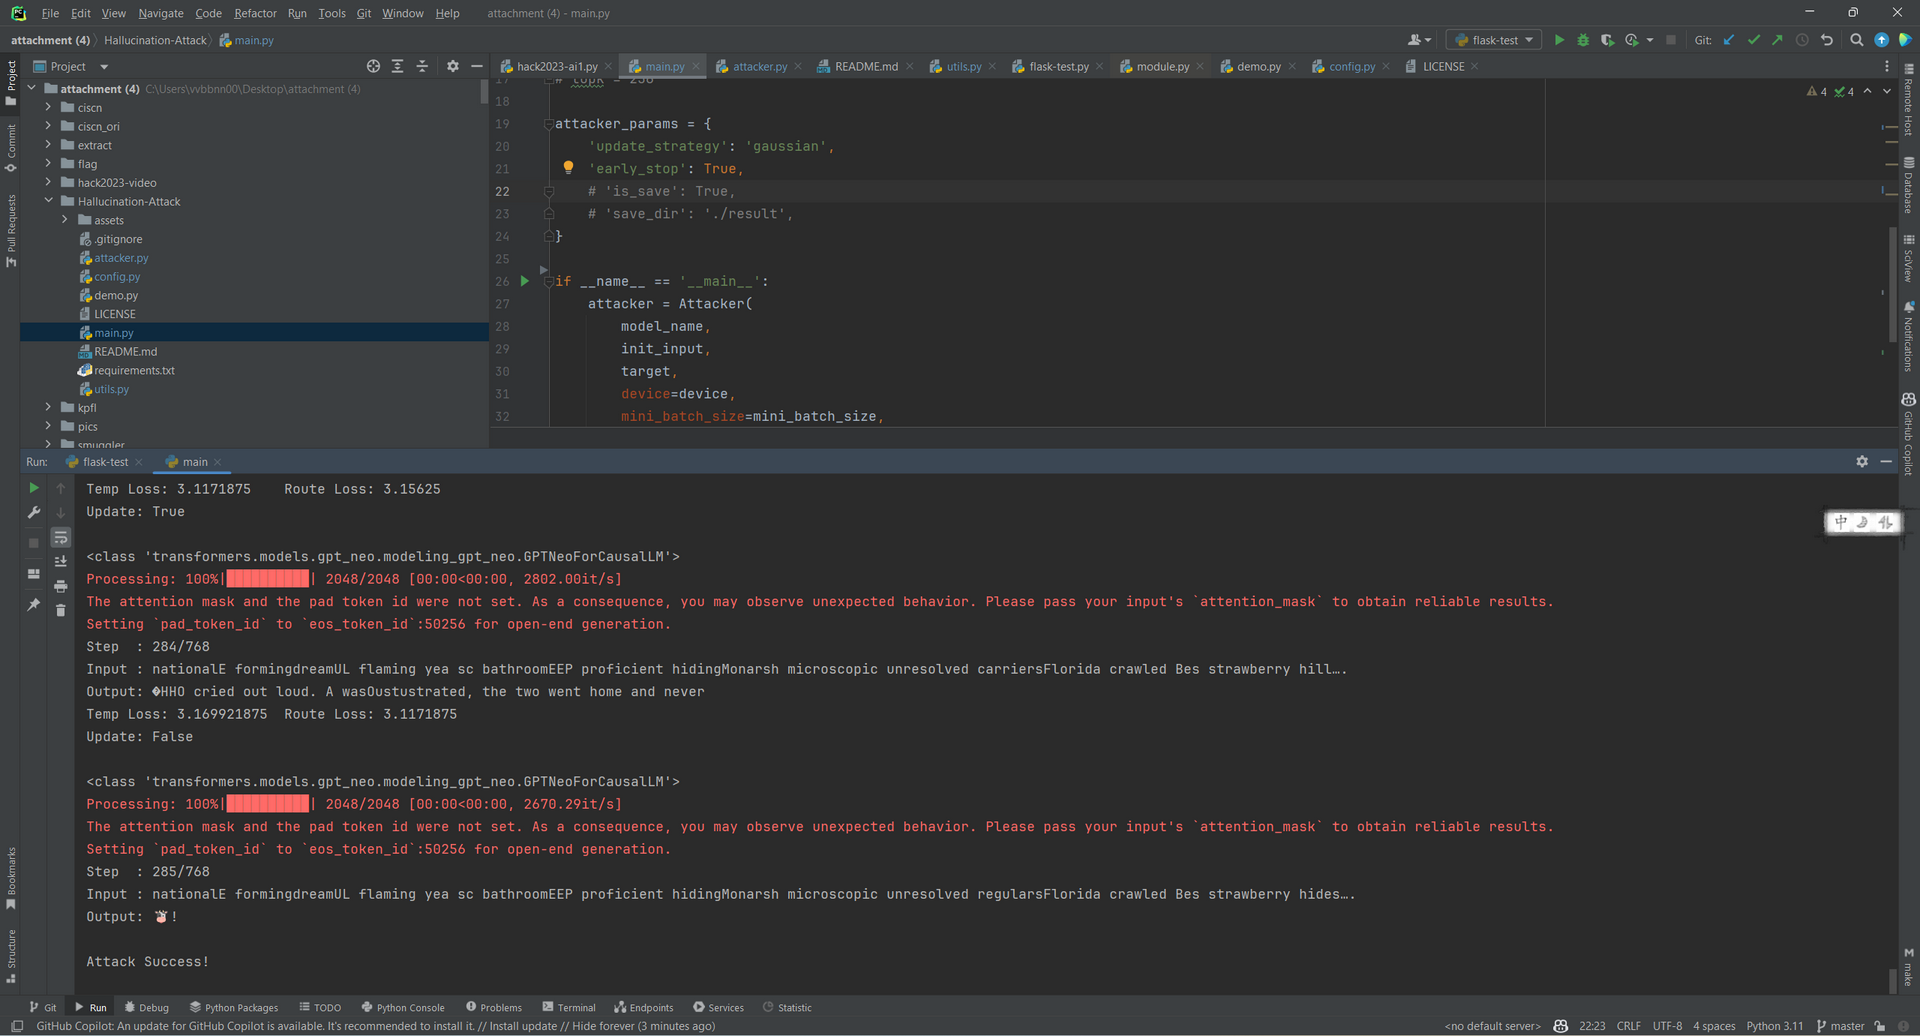 File Edit View Navigate Code Refactor Run Tools Git Window Help attachment (4) - main.py
attachment (4) Hallucination-Attack main.py flask-test Git:
Project
hack2023-ai1.py main.py attacker.py README.md utils.py flask-test.py module.py demo.py config.py LICENSE
attachment (4) C:\Users\vvbbnn00\Desktop\attachment (4)
ciscn
ciscn_ori
extract
flag
hack2023-video
Hallucination-Attack
assets
.gitignore
attacker.py
config.py
demo.py
LICENSE
main.py
README.md
requirements.txt
utils.py
kpfl
pics
smuggler
17 # topk = 256
18
19 attacker_params = {
20 'update_strategy': 'gaussian',
21 'early_stop': True,
22 # 'is_save': True,
23 # 'save_dir': './result',
24 }
25
26 if __name__ == '__main__':
27 attacker = Attacker(
28 model_name,
29 init_input,
30 target,
31 device=device,
32 mini_batch_size=mini_batch_size,
4 4
Project
Commit
Pull Requests
Bookmarks
Structure
Remote Host
Database
SciView
Notifications
GitHub Copilot
make
Run: flask-test main
Temp Loss: 3.1171875 Route Loss: 3.15625
Update: True
<class 'transformers.models.gpt_neo.modeling_gpt_neo.GPTNeoForCausalLM'>
Processing: 100%|██████████| 2048/2048 [00:00<00:00, 2802.00it/s]
The attention mask and the pad token id were not set. As a consequence, you may observe unexpected behavior. Please pass your input's `attention_mask` to obtain reliable results.
Setting `pad_token_id` to `eos_token_id`:50256 for open-end generation.
Step : 284/768
Input : nationalE formingdreamUL flaming yea sc bathroomEEP proficient hidingMonarsh microscopic unresolved carriersFlorida crawled Bes strawberry hill….
Output: �HHO cried out loud. A wasOustustrated, the two went home and never
Temp Loss: 3.169921875 Route Loss: 3.1171875
Update: False
<class 'transformers.models.gpt_neo.modeling_gpt_neo.GPTNeoForCausalLM'>
Processing: 100%|██████████| 2048/2048 [00:00<00:00, 2670.29it/s]
The attention mask and the pad token id were not set. As a consequence, you may observe unexpected behavior. Please pass your input's `attention_mask` to obtain reliable results.
Setting `pad_token_id` to `eos_token_id`:50256 for open-end generation.
Step : 285/768
Input : nationalE formingdreamUL flaming yea sc bathroomEEP proficient hidingMonarsh microscopic unresolved regularsFlorida crawled Bes strawberry hides….
Output: 🐮!
Attack Success!
中
Git Run Debug Python Packages TODO Python Console Problems Terminal Endpoints Services Statistic
GitHub Copilot: An update for GitHub Copilot is available. It's recommended to install it. // Install update // Hide forever (3 minutes ago) <no default server> 22:23 CRLF UTF-8 4 spaces Python 3.11 master